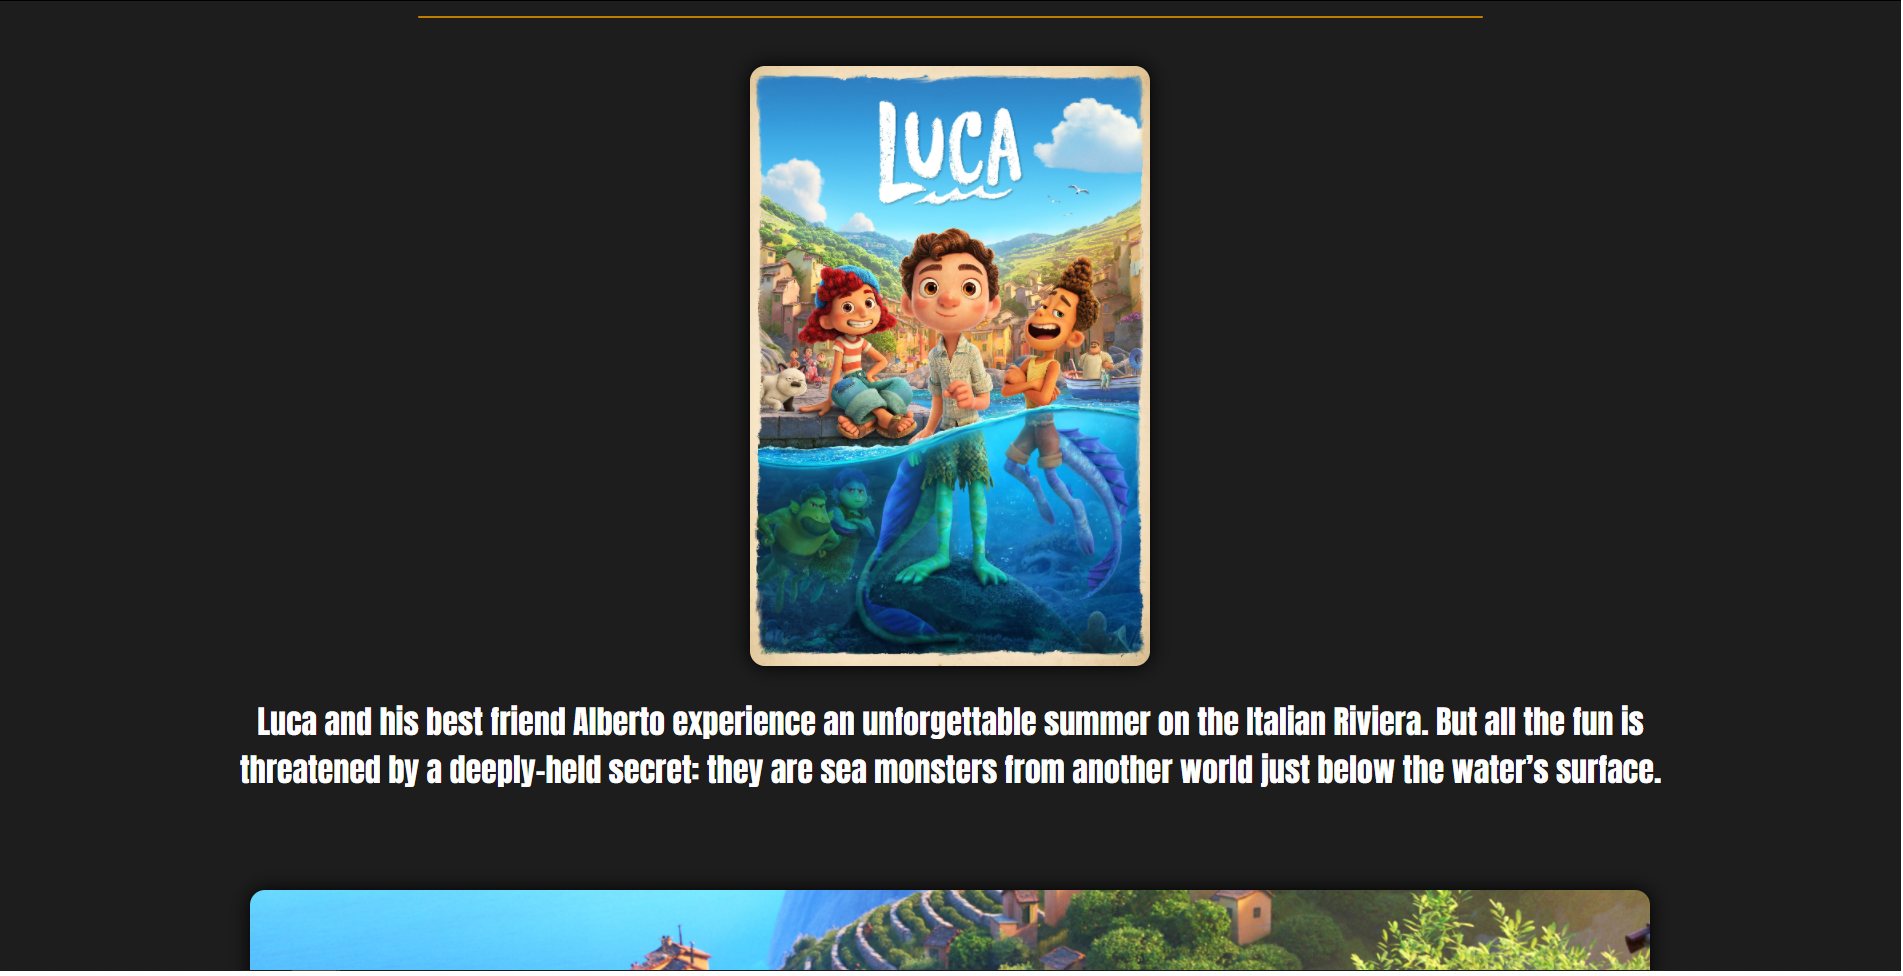 LUCA
Luca and his best friend Alberto experience an unforgettable summer on the Italian Riviera. But all the fun is
threatened by a deeply-held secret: they are sea monsters from another world just below the water’s surface.